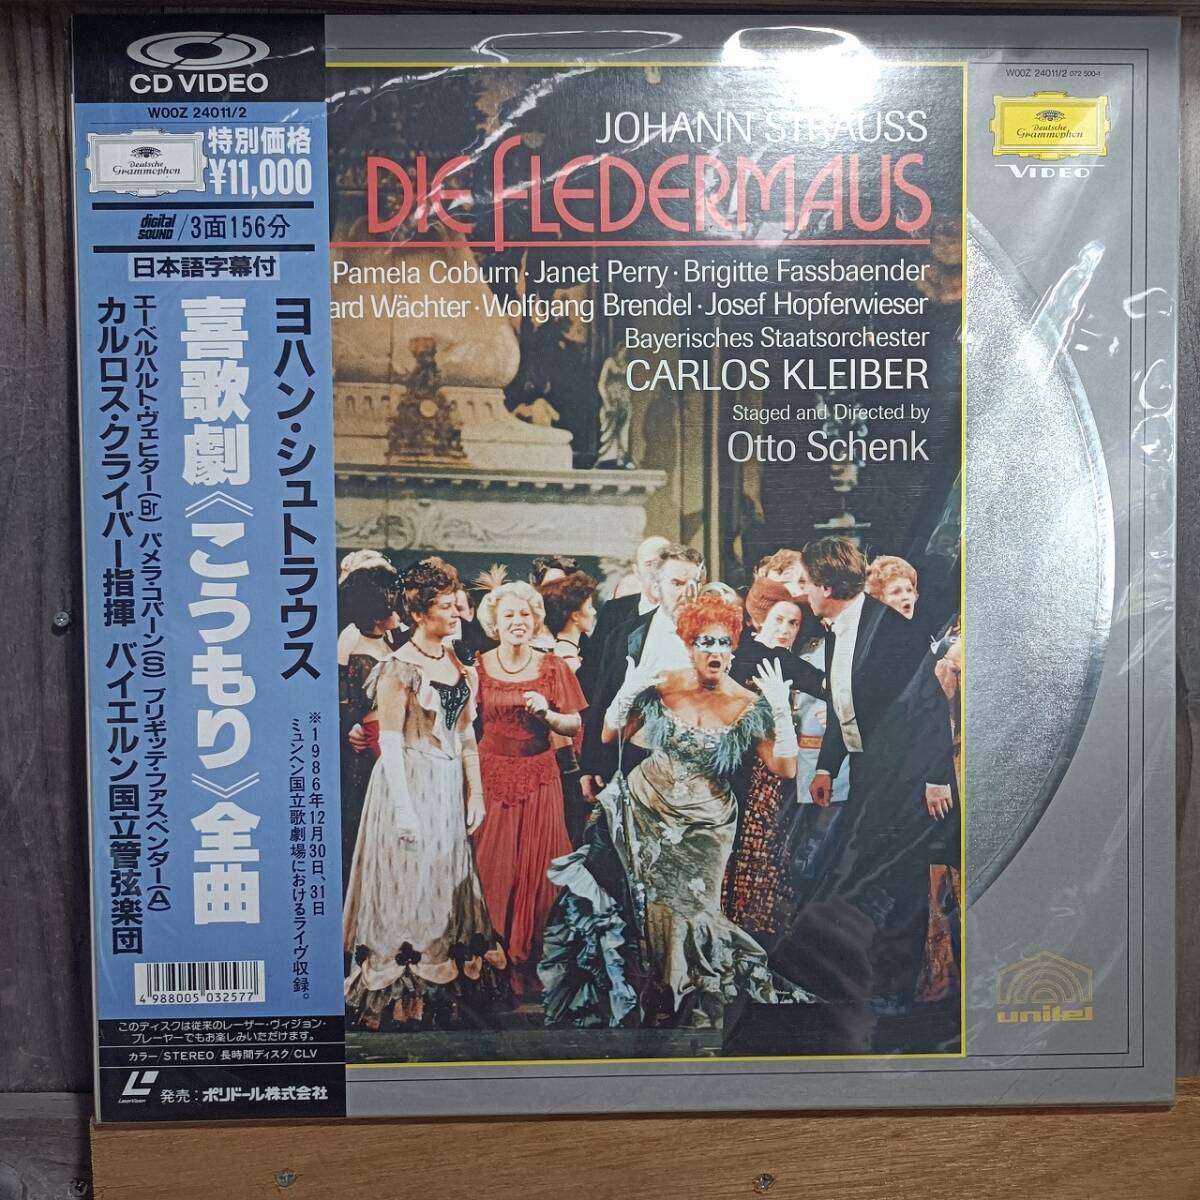 CD VIDEO
W00Z 24011/2
Deutsche
Grammophon
特別価格
¥11,000
digital
SOUND
/3面156分
日本語字幕付
ヨハン・シュトラウス
喜歌劇《こうもり》全曲
エーベルハルト・ヴェヒター(Br) パメラ・コバーン(S) ブリギッテ・ファスベンダー(A)
カルロス・クライバー指揮 バイエルン国立管弦楽団
※1986年12月30日、31日
ミュンヘン国立歌劇場におけるライヴ収録。
4 988005 032577
このディスクは従来のレーザー・ヴィジョン・
プレーヤーでもお楽しみいただけます。
カラー/STEREO/長時間ディスク/CLV
LaserVision
発売：ポリドール株式会社
JOHANN STRAUSS
DIE FLEDERMAUS
Pamela Coburn · Janet Perry · Brigitte Fassbaender
ard Wächter · Wolfgang Brendel · Josef Hopferwieser
Bayerisches Staatsorchester
CARLOS KLEIBER
Staged and Directed by
Otto Schenk
W00Z 24011/2 072 500-1
Deutsche
Grammophon
VIDEO
unitel